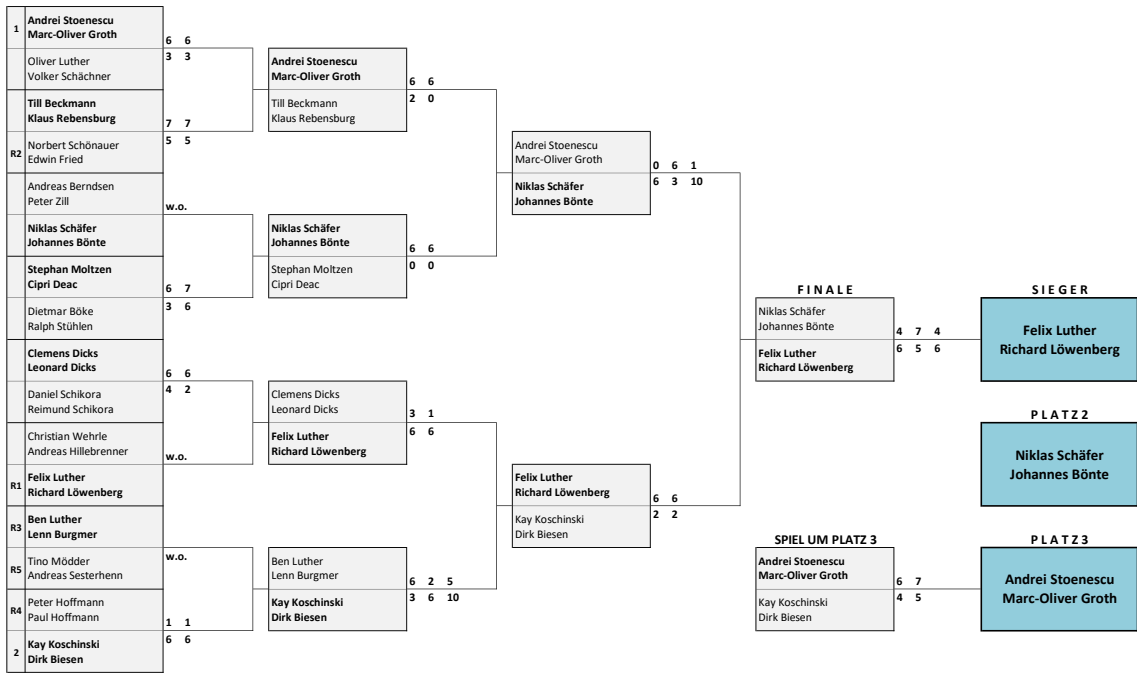 1
Andrei Stoenescu
Marc-Oliver Groth
6 6
3 3
Oliver Luther
Volker Schächner
Till Beckmann
Klaus Rebensburg
7 7
5 5
R2
Norbert Schönauer
Edwin Fried
Andreas Berndsen
Peter Zill
w.o.
Niklas Schäfer
Johannes Bönte
Stephan Moltzen
Cipri Deac
6 7
3 6
Dietmar Böke
Ralph Stühlen
Clemens Dicks
Leonard Dicks
6 6
4 2
Daniel Schikora
Reimund Schikora
Christian Wehrle
Andreas Hillebrenner
w.o.
R1
Felix Luther
Richard Löwenberg
R3
Ben Luther
Lenn Burgmer
w.o.
R5
Tino Mödder
Andreas Sesterhenn
R4
Peter Hoffmann
Paul Hoffmann
1 1
6 6
2
Kay Koschinski
Dirk Biesen
Andrei Stoenescu
Marc-Oliver Groth
6 6
2 0
Till Beckmann
Klaus Rebensburg
Niklas Schäfer
Johannes Bönte
6 6
0 0
Stephan Moltzen
Cipri Deac
Clemens Dicks
Leonard Dicks
3 1
6 6
Felix Luther
Richard Löwenberg
Ben Luther
Lenn Burgmer
6 2 5
3 6 10
Kay Koschinski
Dirk Biesen
Andrei Stoenescu
Marc-Oliver Groth
0 6 1
6 3 10
Niklas Schäfer
Johannes Bönte
Felix Luther
Richard Löwenberg
6 6
2 2
Kay Koschinski
Dirk Biesen
FINALE
Niklas Schäfer
Johannes Bönte
4 7 4
6 5 6
Felix Luther
Richard Löwenberg
SPIEL UM PLATZ 3
Andrei Stoenescu
Marc-Oliver Groth
6 7
4 5
Kay Koschinski
Dirk Biesen
SIEGER
Felix Luther
Richard Löwenberg
PLATZ 2
Niklas Schäfer
Johannes Bönte
PLATZ 3
Andrei Stoenescu
Marc-Oliver Groth